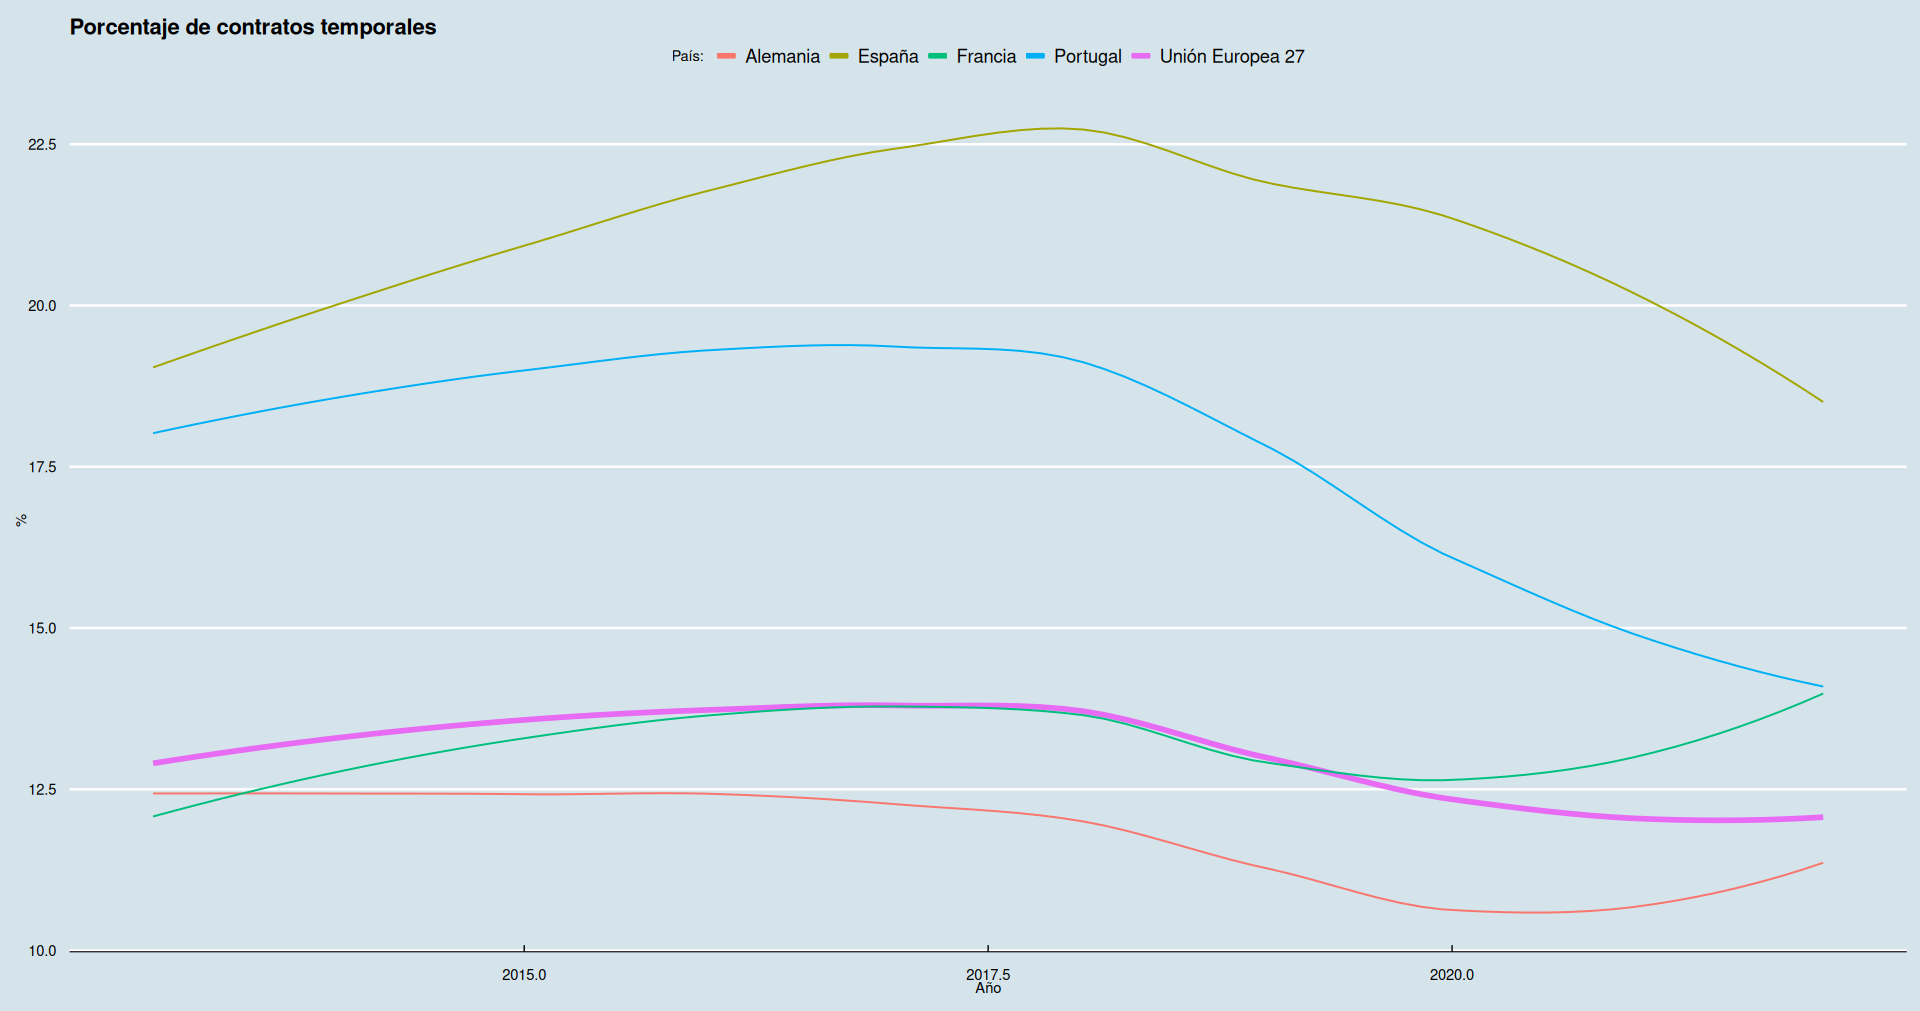 Porcentaje de contratos temporales
País: Alemania España Francia Portugal Unión Europea 27
22.5
20.0
17.5
%
15.0
12.5
10.0
2015.0 2017.5 2020.0
Año